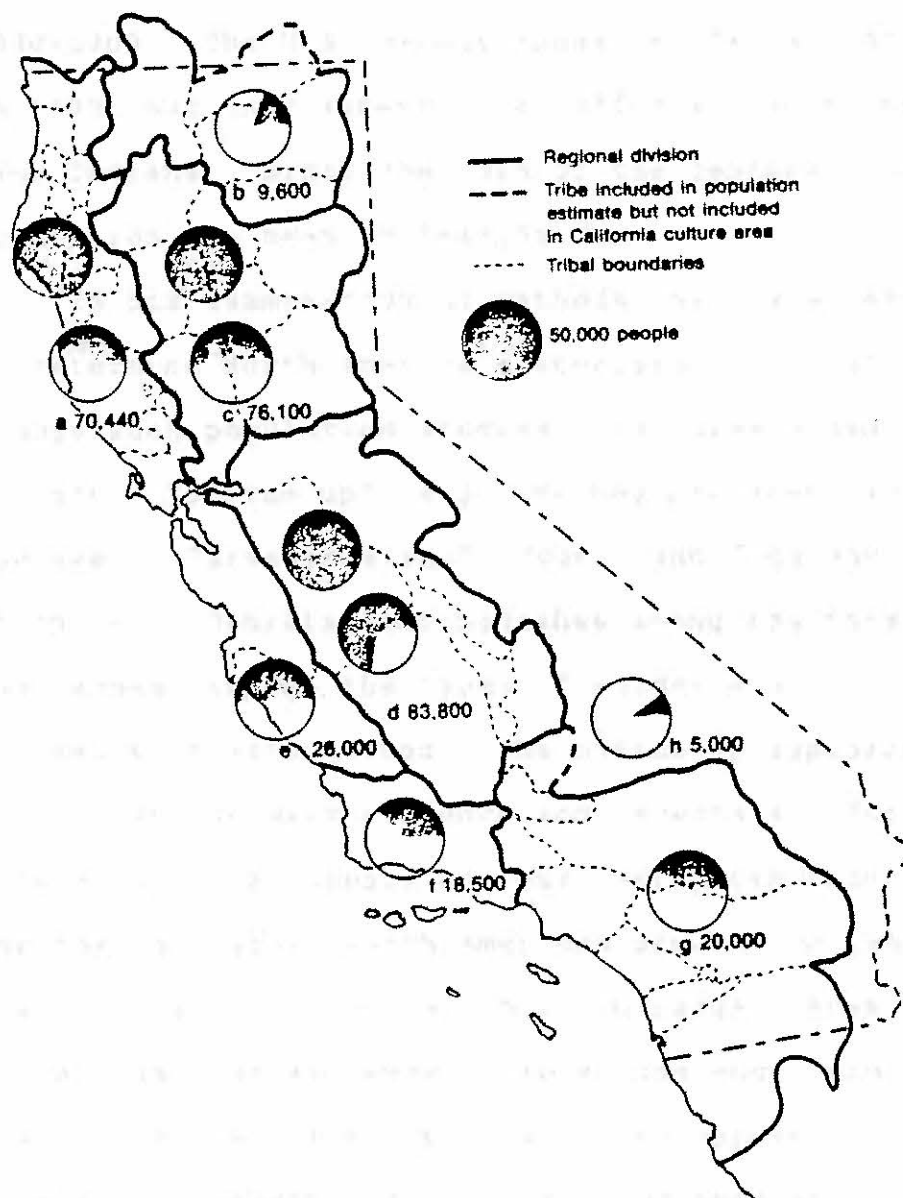 b 9,600
Regional division
Tribe included in population
estimate but not included
in California culture area
Tribal boundaries
50,000 people
a 70,440
c 76,100
d 83,800
e 26,000
h 5,000
f 18,500
g 20,000